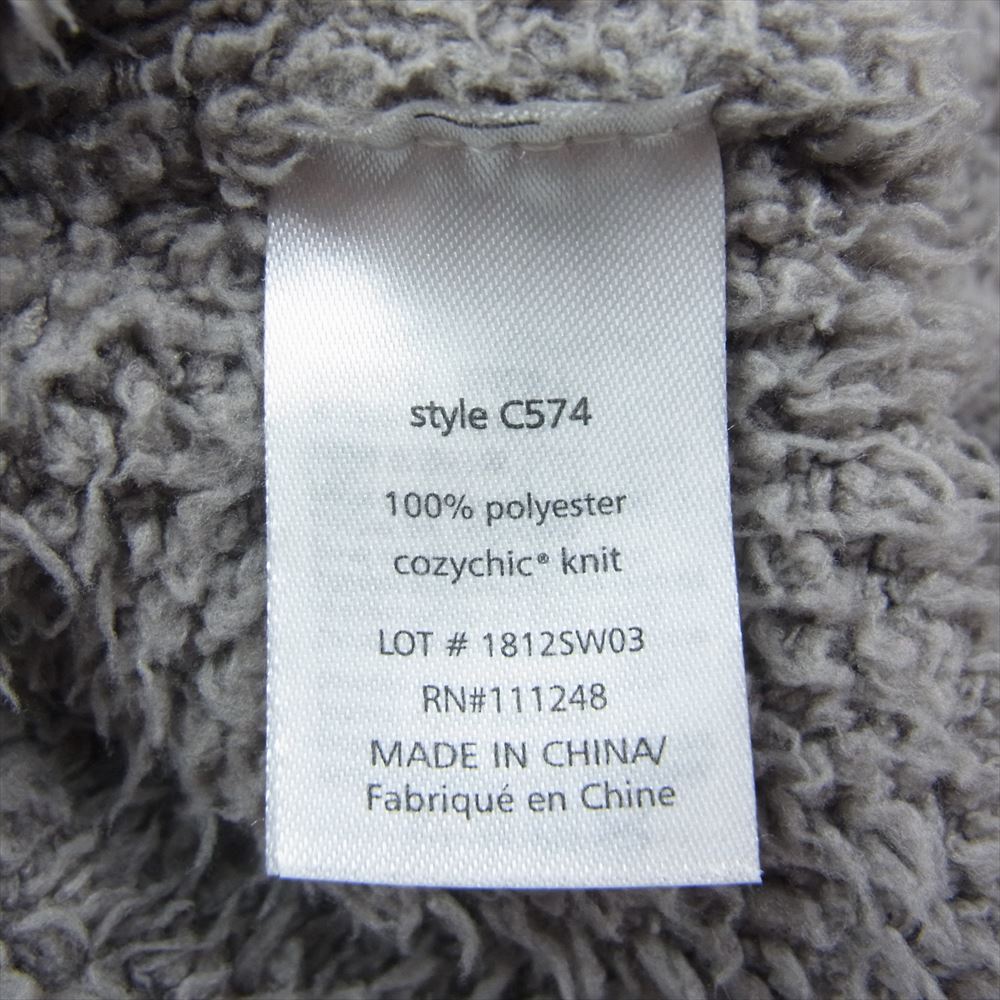 style C574
100% polyester
cozychic® knit
LOT # 1812SW03
RN#111248
MADE IN CHINA/
Fabriqué en Chine